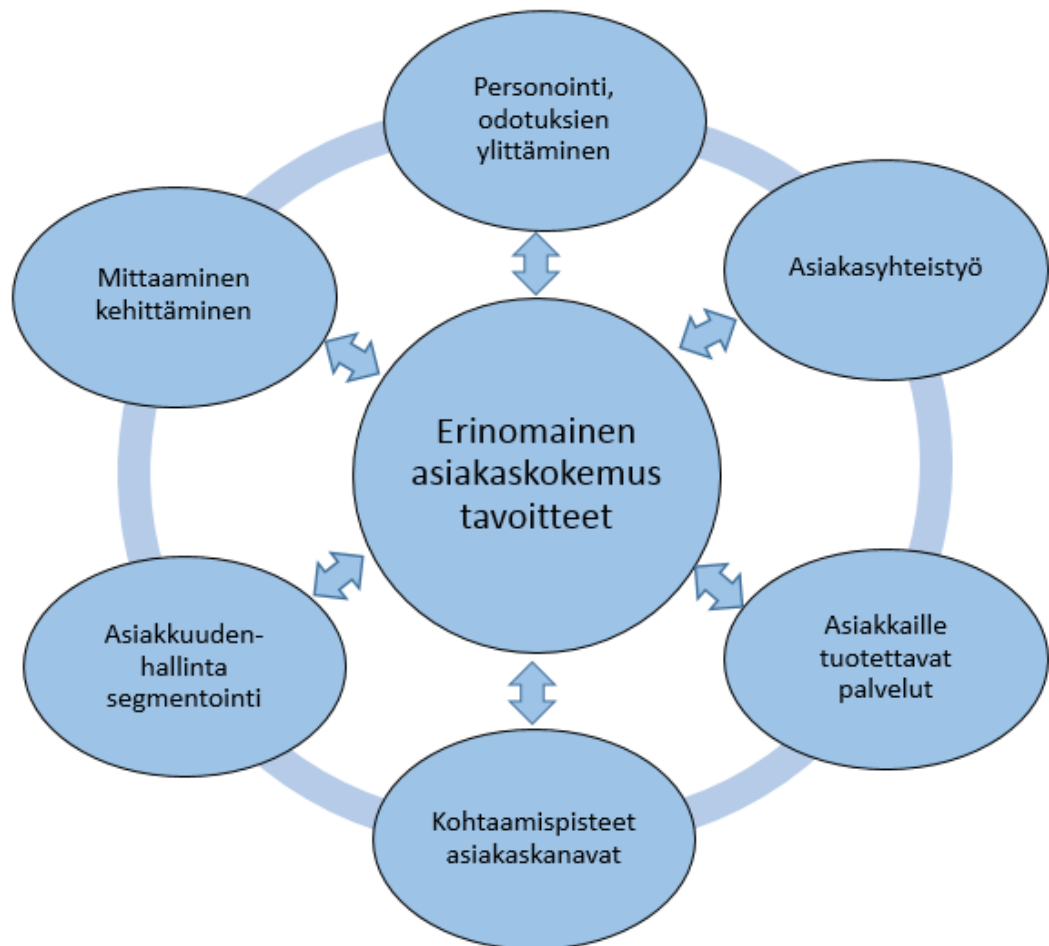 Personointi,
odotuksien
ylittäminen
Asiakasyhteistyö
Mittaaminen
kehittäminen
Erinomainen
asiakaskokemus
tavoitteet
Asiakkaille
tuotettavat
palvelut
Asiakkuuden-
hallinta
segmentointi
Kohtaamispisteet
asiakaskanavat